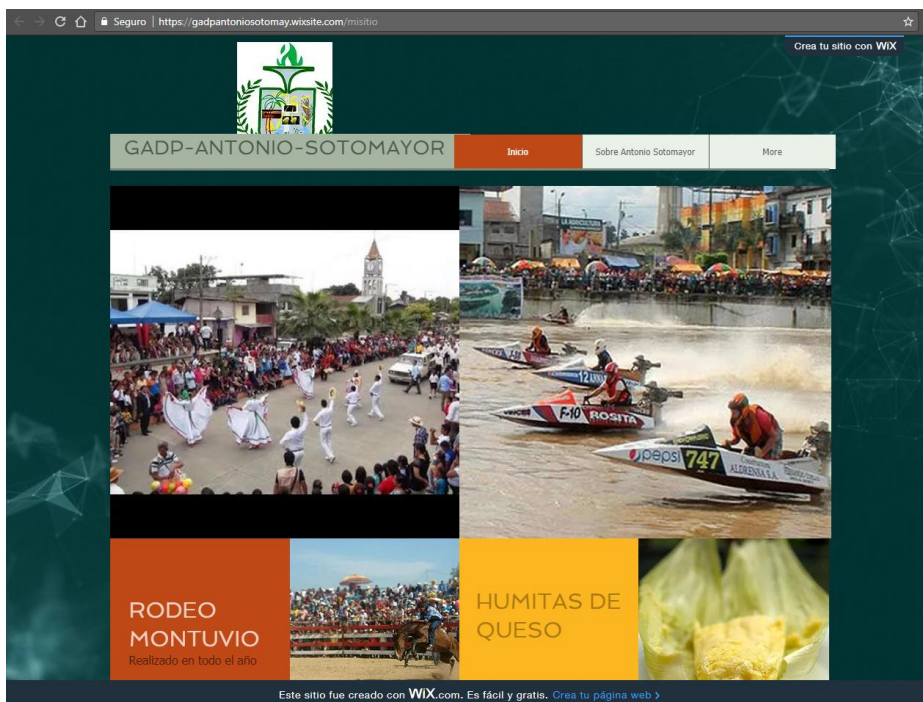 Seguro | https://gadpantoniosotomay.wixsite.com/misitio
Crea tu sitio con WiX
GADP-ANTONIO-SOTOMAYOR
Inicio
Sobre Antonio Sotomayor
More
LA AGRICULTURA
12 ANNA
F-10 ROSITA
pepsi 747
ALDRENSA S.A.
RODEO
MONTUVIO
Realizado en todo el año
HUMITAS DE
QUESO
Este sitio fue creado con WiX.com. Es fácil y gratis. Crea tu página web >